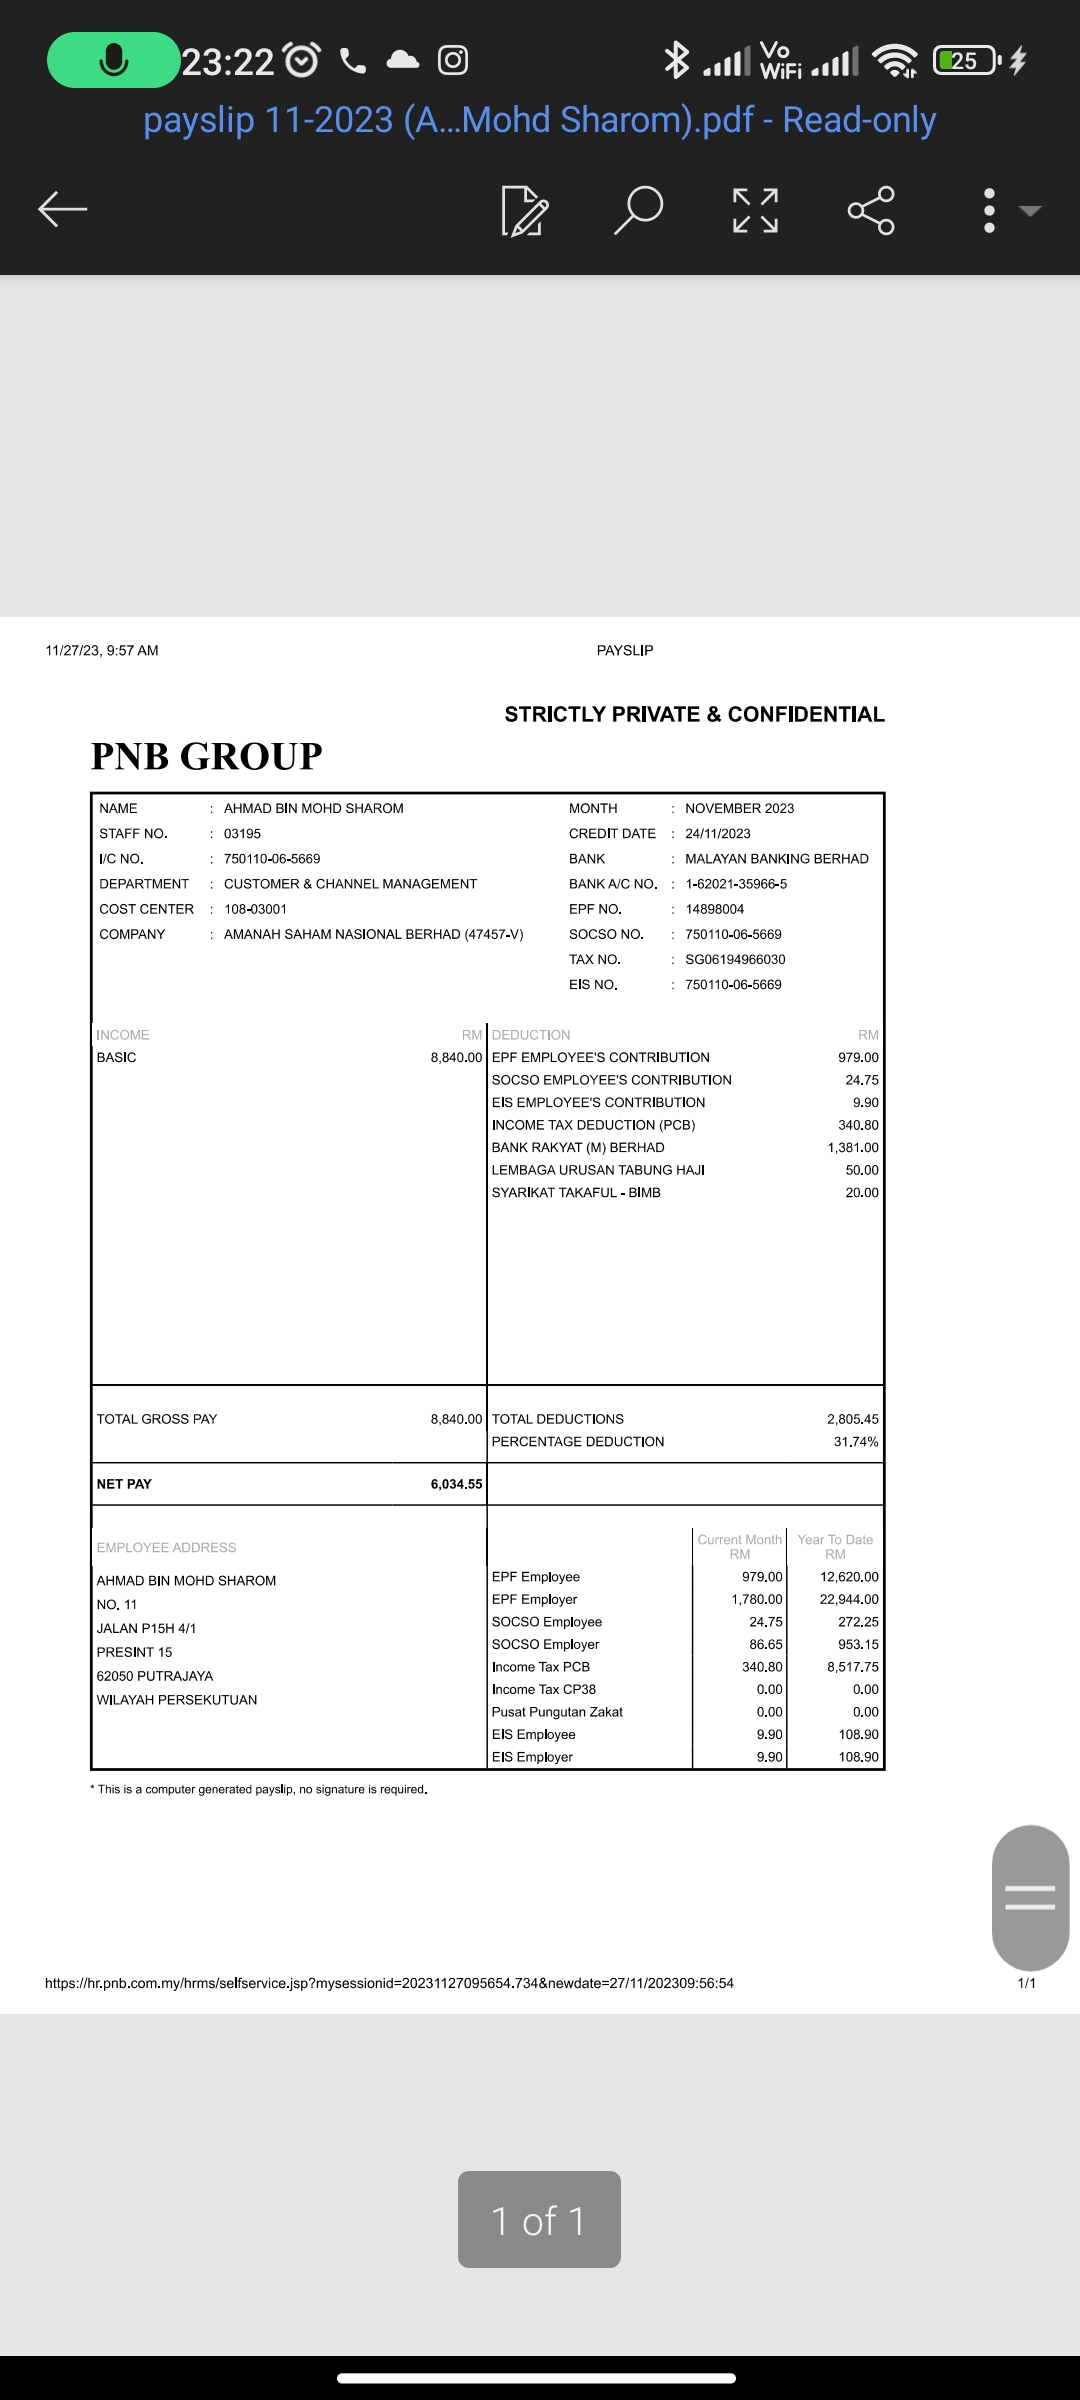 23:22 Vo WiFi 25
payslip 11-2023 (A...Mohd Sharom).pdf - Read-only
11/27/23, 9:57 AM PAYSLIP
STRICTLY PRIVATE & CONFIDENTIAL
PNB GROUP
NAME : AHMAD BIN MOHD SHAROM MONTH : NOVEMBER 2023
STAFF NO. : 03195 CREDIT DATE : 24/11/2023
I/C NO. : 750110-06-5669 BANK : MALAYAN BANKING BERHAD
DEPARTMENT : CUSTOMER & CHANNEL MANAGEMENT BANK A/C NO. : 1-62021-35966-5
COST CENTER : 108-03001 EPF NO. : 14898004
COMPANY : AMANAH SAHAM NASIONAL BERHAD (47457-V) SOCSO NO. : 750110-06-5669
TAX NO. : SG06194966030
EIS NO. : 750110-06-5669
INCOME RM DEDUCTION RM
BASIC 8,840.00 EPF EMPLOYEE'S CONTRIBUTION 979.00
SOCSO EMPLOYEE'S CONTRIBUTION 24.75
EIS EMPLOYEE'S CONTRIBUTION 9.90
INCOME TAX DEDUCTION (PCB) 340.80
BANK RAKYAT (M) BERHAD 1,381.00
LEMBAGA URUSAN TABUNG HAJI 50.00
SYARIKAT TAKAFUL - BIMB 20.00
TOTAL GROSS PAY 8,840.00 TOTAL DEDUCTIONS 2,805.45
PERCENTAGE DEDUCTION 31.74%
NET PAY 6,034.55
EMPLOYEE ADDRESS
AHMAD BIN MOHD SHAROM
NO. 11
JALAN P15H 4/1
PRESINT 15
62050 PUTRAJAYA
WILAYAH PERSEKUTUAN
Current Month Year To Date
RM RM
EPF Employee 979.00 12,620.00
EPF Employer 1,780.00 22,944.00
SOCSO Employee 24.75 272.25
SOCSO Employer 86.65 953.15
Income Tax PCB 340.80 8,517.75
Income Tax CP38 0.00 0.00
Pusat Pungutan Zakat 0.00 0.00
EIS Employee 9.90 108.90
EIS Employer 9.90 108.90
* This is a computer generated payslip, no signature is required.
https://hr.pnb.com.my/hrms/selfservice.jsp?mysessionid=20231127095654.734&newdate=27/11/202309:56:54 1/1
1 of 1